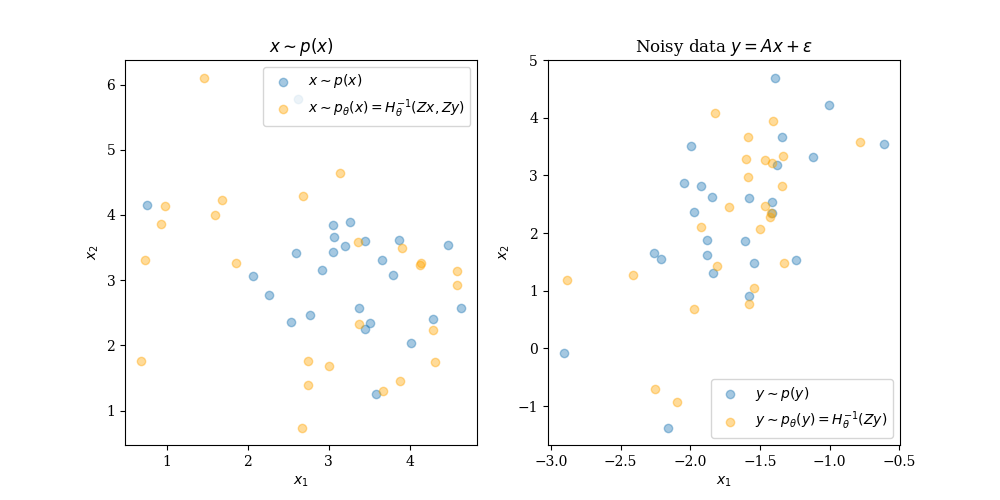 x ∼ p(x)
x ∼ p(x)
x ∼ p_θ(x) = H_θ^{-1}(Zx, Zy)
6
5
4
3
2
1
x_2
1
2
3
4
x_1
Noisy data y = Ax + ε
5
4
3
2
1
0
−1
x_2
y ∼ p(y)
y ∼ p_θ(y) = H_θ^{-1}(Zy)
−3.0
−2.5
−2.0
−1.5
−1.0
−0.5
x_1